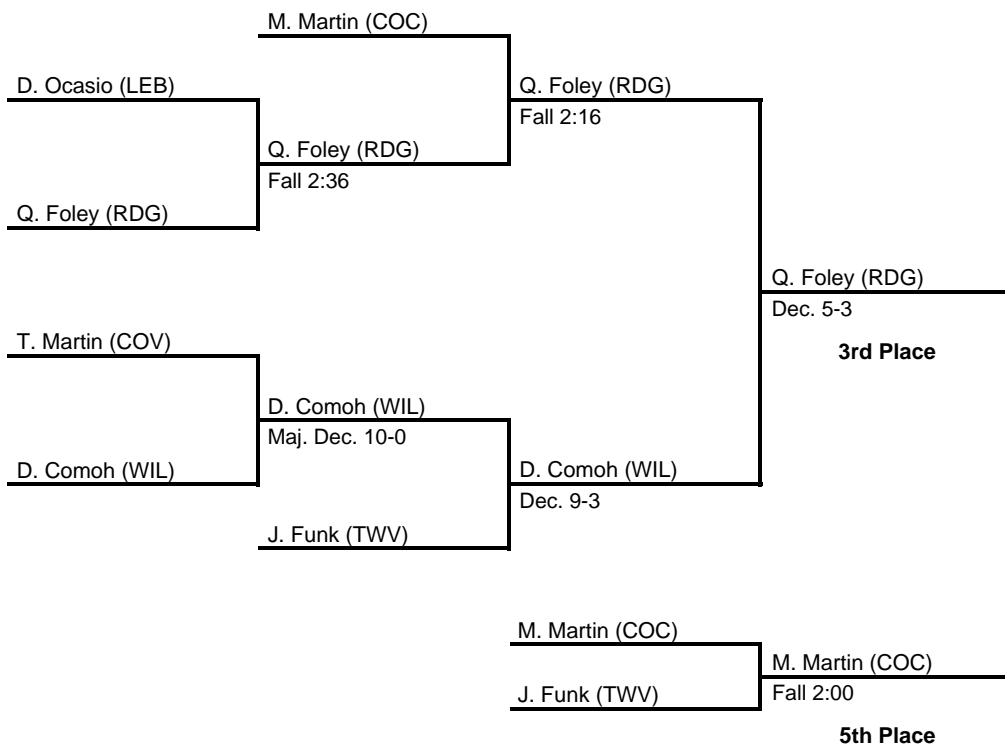 M. Martin (COC)
D. Ocasio (LEB)
Q. Foley (RDG)
Fall 2:16
Q. Foley (RDG)
Fall 2:36
Q. Foley (RDG)
Q. Foley (RDG)
Dec. 5-3
3rd Place
T. Martin (COV)
D. Comoh (WIL)
Maj. Dec. 10-0
D. Comoh (WIL)
D. Comoh (WIL)
Dec. 9-3
J. Funk (TWV)
M. Martin (COC)
M. Martin (COC)
Fall 2:00
J. Funk (TWV)
5th Place